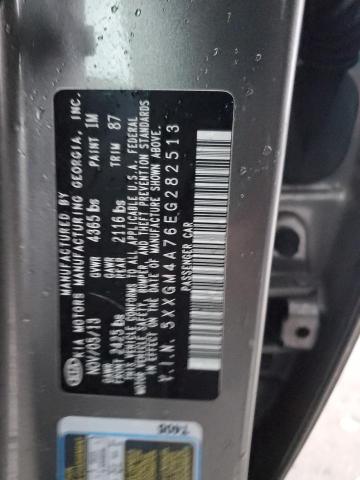 MANUFACTURED BY
KIA
KIA MOTORS MANUFACTURING GEORGIA, INC.
NOV/05/13 GVWR 4365 lbs PAINT IM
GAWR FRONT 2425 lbs GAWR REAR 2116 lbs TRIM 87
THIS VEHICLE CONFORMS TO ALL APPLICABLE U.S.A. FEDERAL
MOTOR VEHICLE SAFETY, BUMPER, AND THEFT PREVENTION STANDARDS
IN EFFECT ON THE DATE OF MANUFACTURE SHOWN ABOVE.
V.I.N. 5XXGM4A76EG282513
PASSENGER CAR